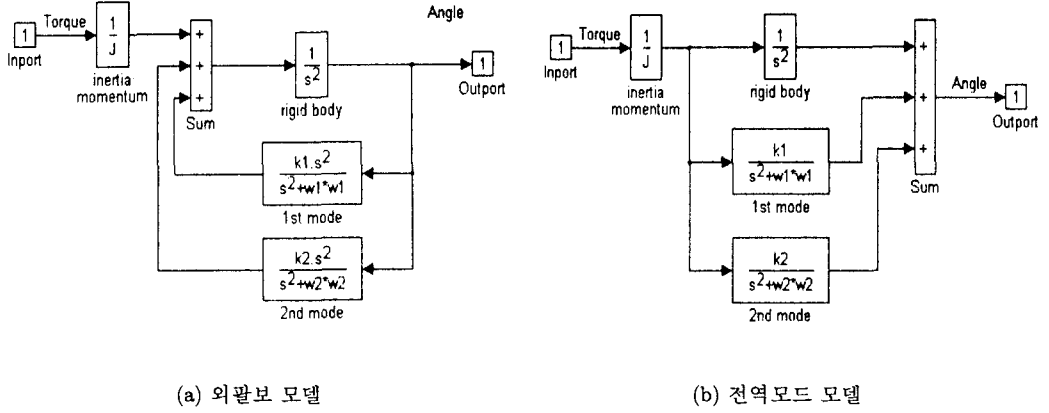 Angle
Torque
1
Inport
1
J
inertia
momentum
+
+
+
Sum
1
s²
rigid body
1
Outport
k1.s²
s²+w1*w1
1st mode
k2.s²
s²+w2*w2
2nd mode
(a) 외팔보 모델
Torque
1
Inport
1
J
inertia
momentum
1
s²
rigid body
k1
s²+w1*w1
1st mode
k2
s²+w2*w2
2nd mode
+
+
+
Sum
Angle
1
Outport
(b) 전역모드 모델